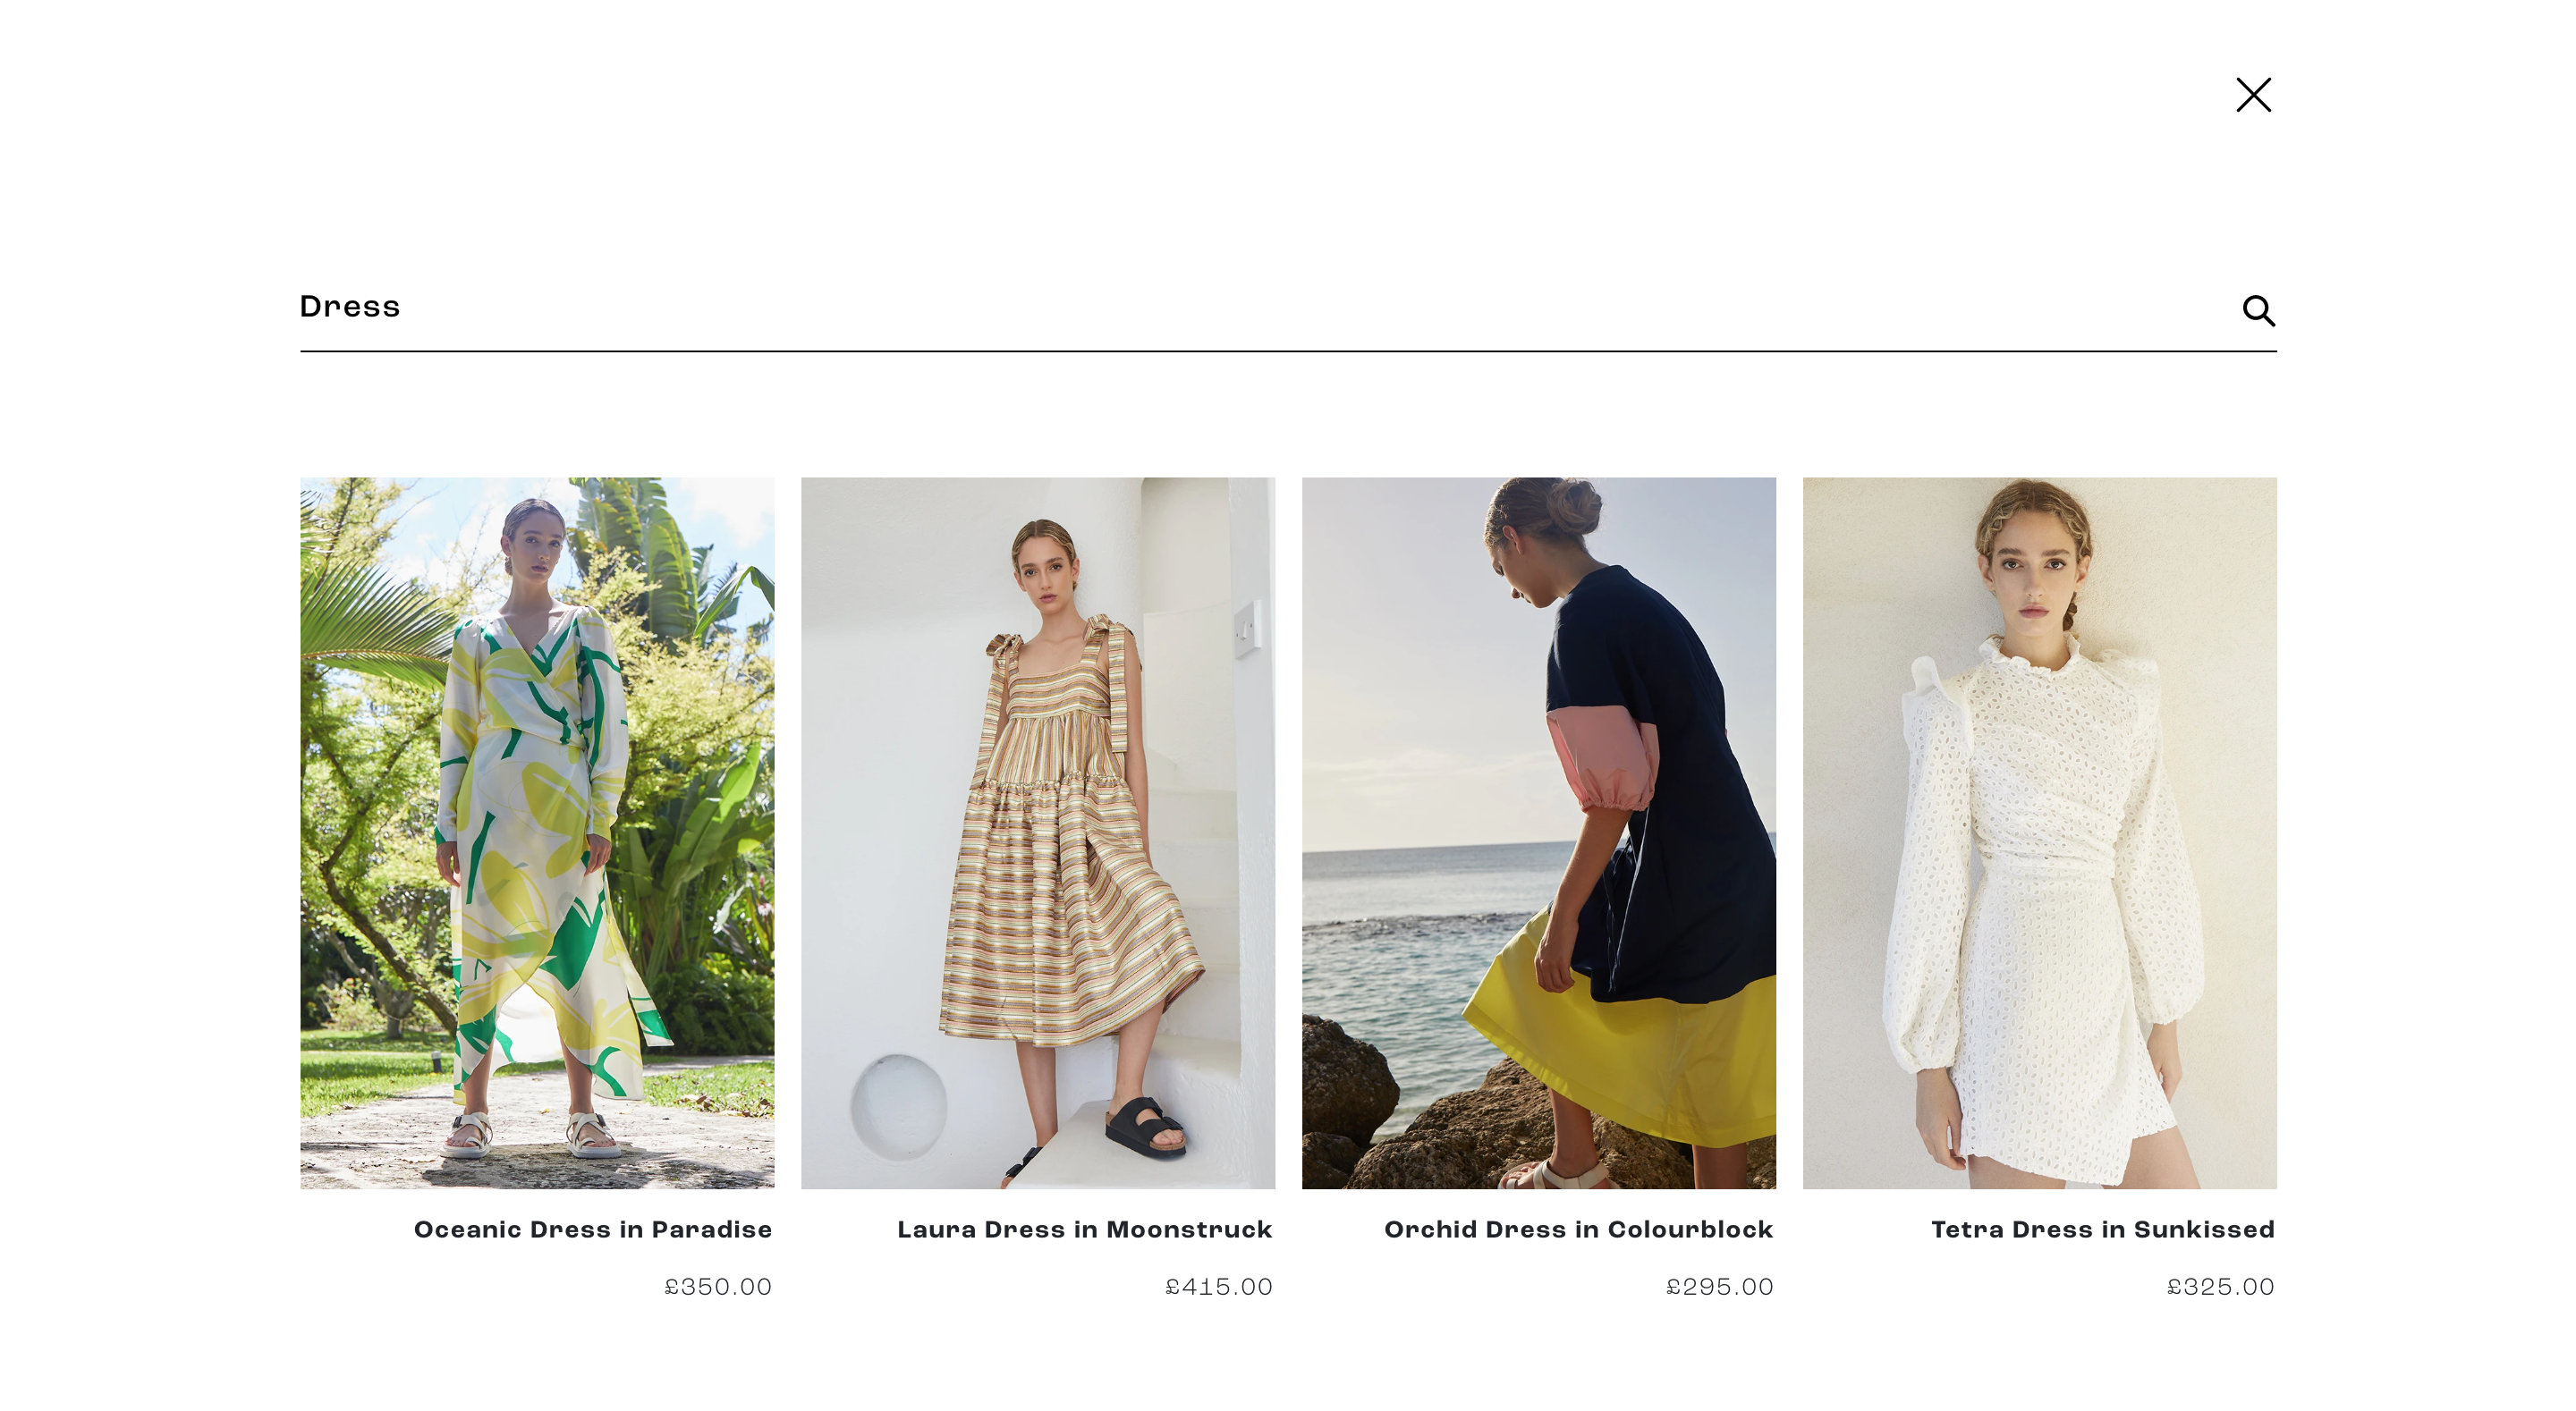 Dress
Oceanic Dress in Paradise
£350.00
Laura Dress in Moonstruck
£415.00
Orchid Dress in Colourblock
£295.00
Tetra Dress in Sunkissed
£325.00